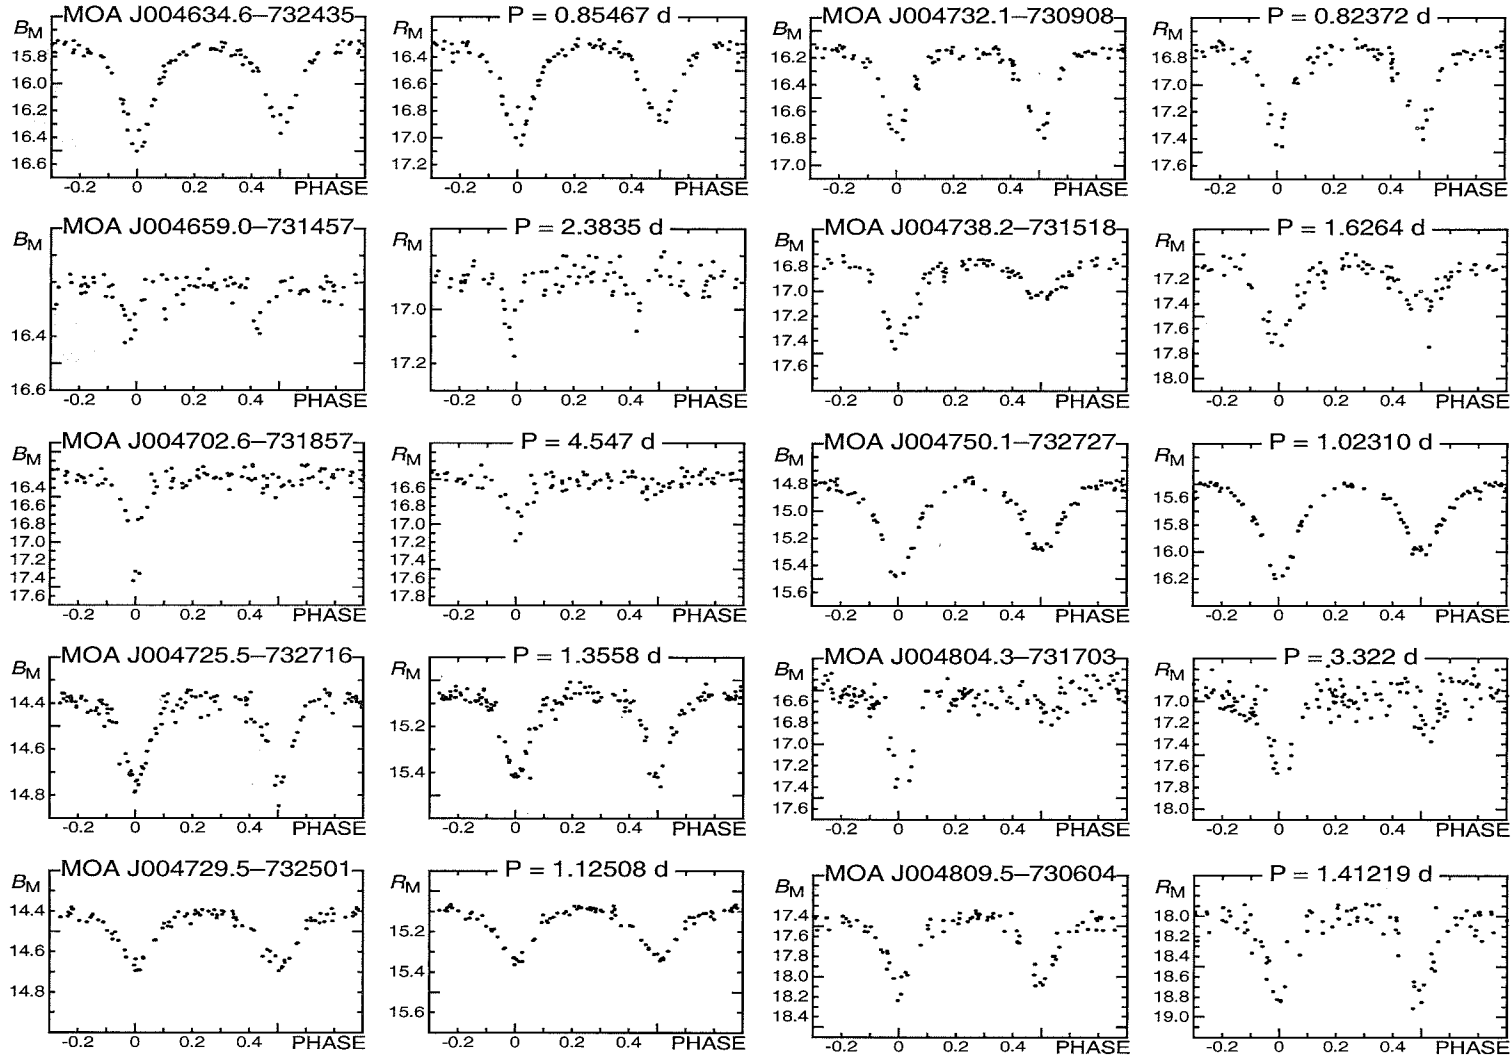 BM
MOA J004634.6–732435
15.8
16.0
16.2
16.4
16.6
-0.2 0 0.2 0.4 PHASE
RM
P = 0.85467 d
16.4
16.6
16.8
17.0
17.2
-0.2 0 0.2 0.4 PHASE
BM
MOA J004732.1–730908
16.2
16.4
16.6
16.8
17.0
-0.2 0 0.2 0.4 PHASE
RM
P = 0.82372 d
16.8
17.0
17.2
17.4
17.6
-0.2 0 0.2 0.4 PHASE
BM
MOA J004659.0–731457
16.4
16.6
-0.2 0 0.2 0.4 PHASE
RM
P = 2.3835 d
17.0
17.2
-0.2 0 0.2 0.4 PHASE
BM
MOA J004738.2–731518
16.8
17.0
17.2
17.4
17.6
-0.2 0 0.2 0.4 PHASE
RM
P = 1.6264 d
17.2
17.4
17.6
17.8
18.0
-0.2 0 0.2 0.4 PHASE
BM
MOA J004702.6–731857
16.4
16.6
16.8
17.0
17.2
17.4
17.6
-0.2 0 0.2 0.4 PHASE
RM
P = 4.547 d
16.6
16.8
17.0
17.2
17.4
17.6
17.8
-0.2 0 0.2 0.4 PHASE
BM
MOA J004750.1–732727
14.8
15.0
15.2
15.4
15.6
-0.2 0 0.2 0.4 PHASE
RM
P = 1.02310 d
15.6
15.8
16.0
16.2
-0.2 0 0.2 0.4 PHASE
BM
MOA J004725.5–732716
14.4
14.6
14.8
-0.2 0 0.2 0.4 PHASE
RM
P = 1.3558 d
15.2
15.4
-0.2 0 0.2 0.4 PHASE
BM
MOA J004804.3–731703
16.6
16.8
17.0
17.2
17.4
17.6
-0.2 0 0.2 0.4 PHASE
RM
P = 3.322 d
17.0
17.2
17.4
17.6
17.8
18.0
-0.2 0 0.2 0.4 PHASE
BM
MOA J004729.5–732501
14.4
14.6
14.8
-0.2 0 0.2 0.4 PHASE
RM
P = 1.12508 d
15.2
15.4
15.6
-0.2 0 0.2 0.4 PHASE
BM
MOA J004809.5–730604
17.4
17.6
17.8
18.0
18.2
18.4
-0.2 0 0.2 0.4 PHASE
RM
P = 1.41219 d
18.0
18.2
18.4
18.6
18.8
19.0
-0.2 0 0.2 0.4 PHASE